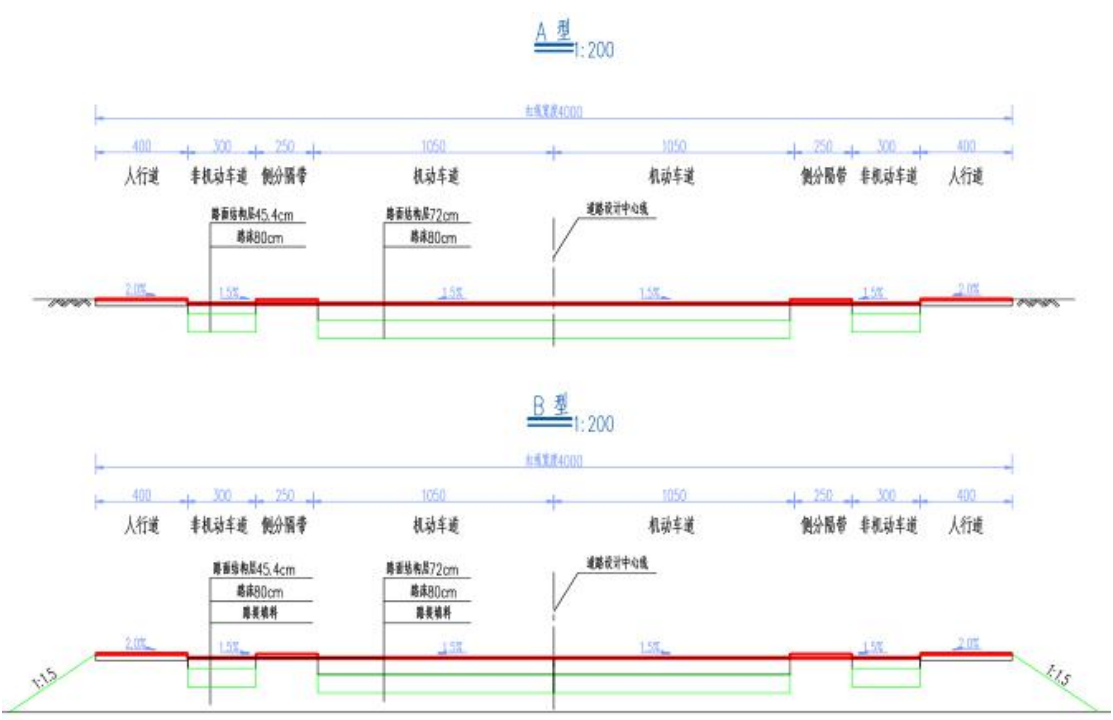 A 型 1:200
红线宽度4000
400 300 250 1050 1050 250 300 400
人行道 非机动车道 侧分隔带 机动车道 机动车道 侧分隔带 非机动车道 人行道
路面结构层45.4cm 路面结构层72cm 道路设计中心线
路床80cm 路床80cm
2.0% 1.5% 1.5% 1.5% 1.5% 2.0%
B 型 1:200
红线宽度4000
400 300 250 1050 1050 250 300 400
人行道 非机动车道 侧分隔带 机动车道 机动车道 侧分隔带 非机动车道 人行道
路面结构层45.4cm 路面结构层72cm 道路设计中心线
路床80cm 路床80cm
路堤填料 路堤填料
2.0% 1.5% 1.5% 1.5% 1.5% 2.0%
1:1.5 1:1.5